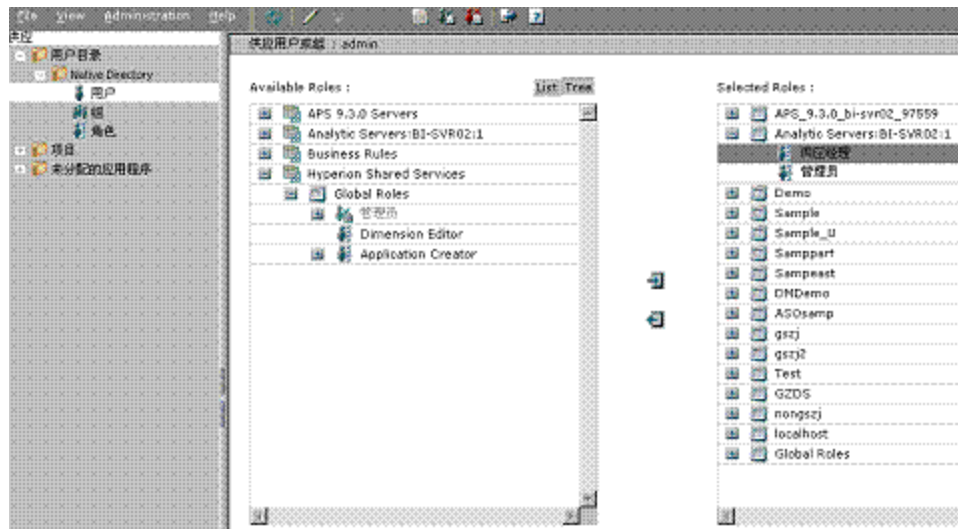 File View Administration Help
供应
用户目录
Native Directory
用户
组
角色
项目
未分配的应用程序
供应用户或组 : admin
Available Roles :
List Tree
APS 9.3.0 Servers
Analytic Servers:BI-SVR02:1
Business Rules
Hyperion Shared Services
Global Roles
管理员
Dimension Editor
Application Creator
Selected Roles :
APS_9.3.0_bi-svr02_97559
Analytic Servers:BI-SVR02:1
供应经理
管理员
Demo
Sample
Sample_U
Samppart
Sampeast
DMDemo
ASOsamp
gszj
gszj2
Test
GZDS
nongszj
localhost
Global Roles